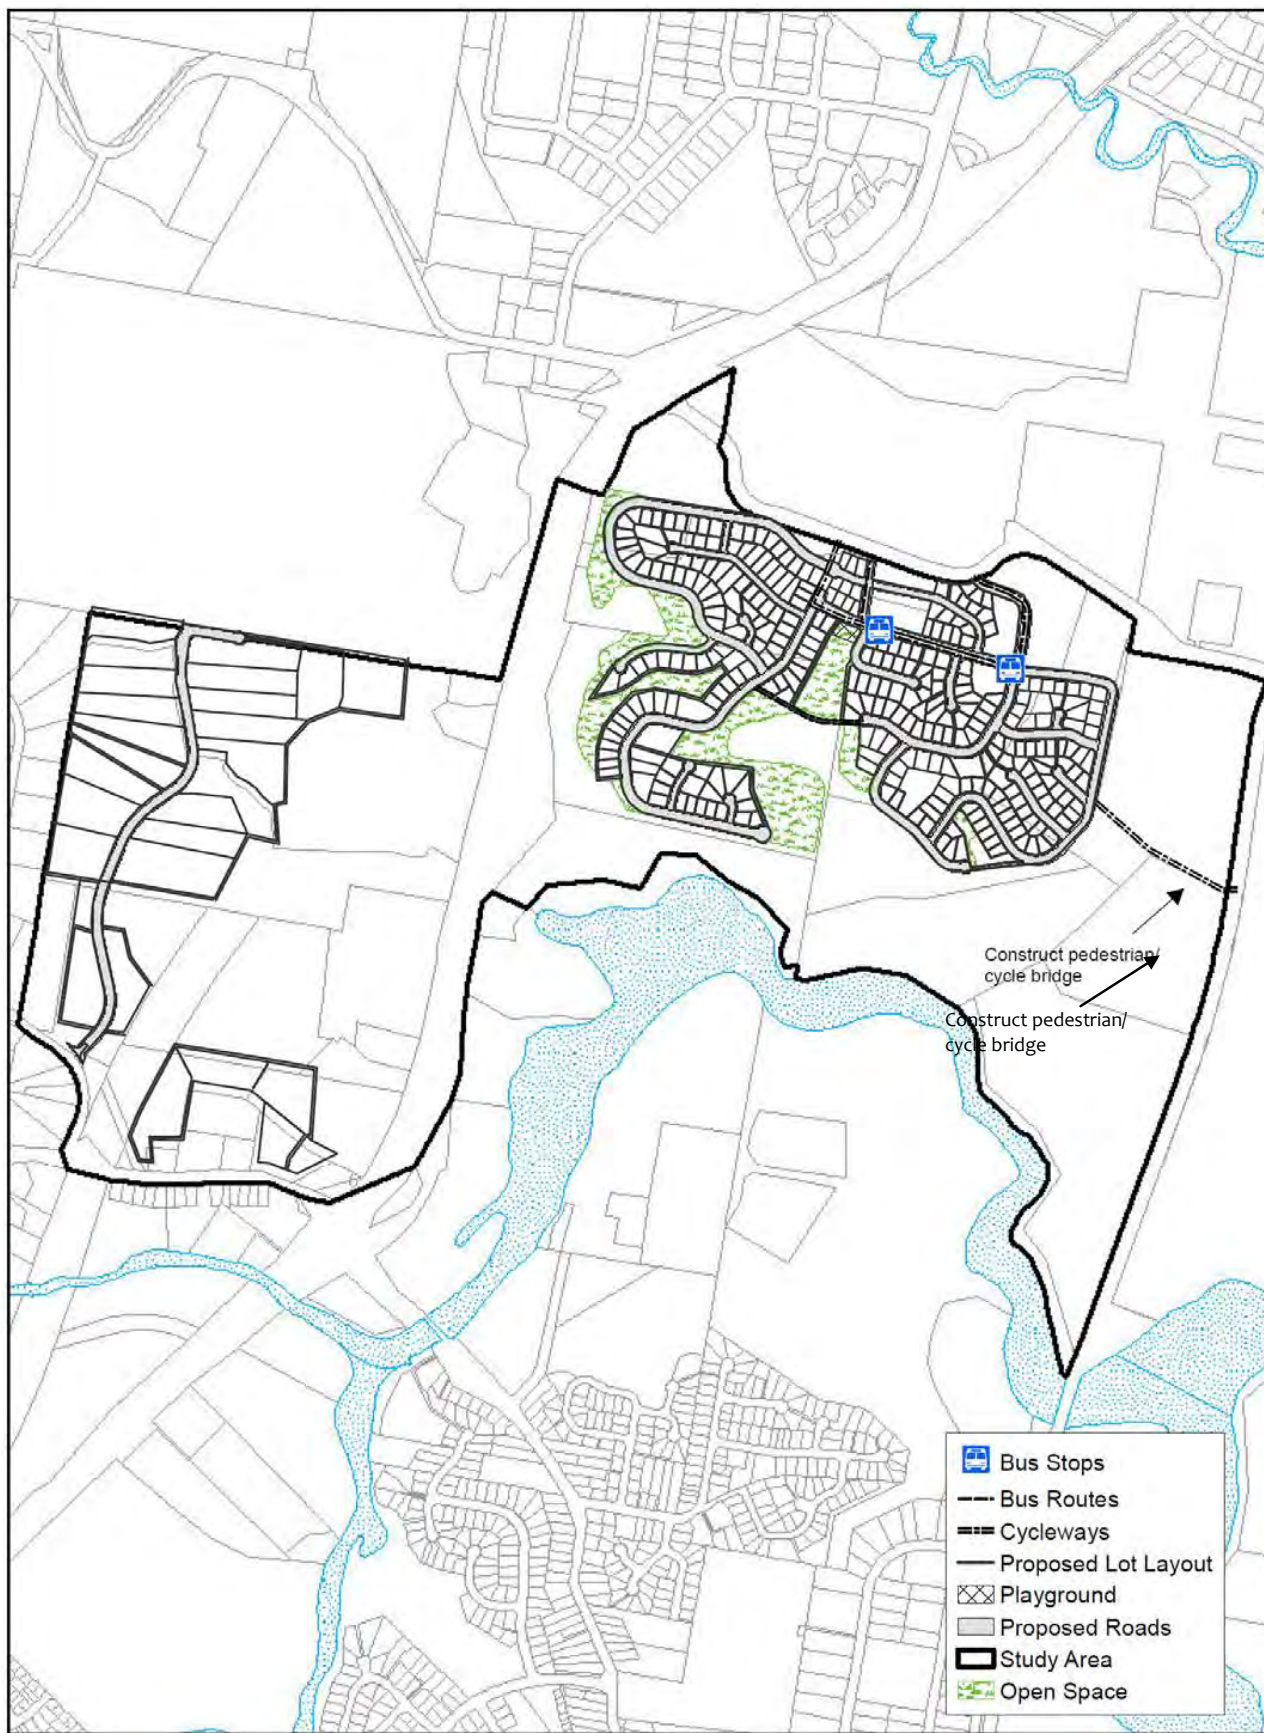 Construct pedestrian/
cycle bridge
Construct pedestrian/
cycle bridge
Bus Stops
Bus Routes
Cycleways
Proposed Lot Layout
Playground
Proposed Roads
Study Area
Open Space